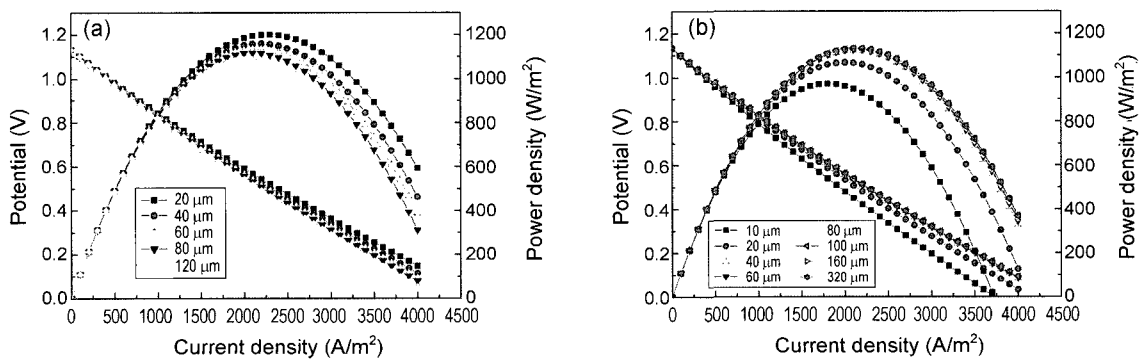 (a)
1.2
1.0
0.8
0.6
0.4
0.2
0.0
Potential (V)
20 μm
40 μm
60 μm
80 μm
120 μm
0 500 1000 1500 2000 2500 3000 3500 4000 4500
Current density (A/m²)
1200
1000
800
600
400
200
0
Power density (W/m²)
(b)
1.2
1.0
0.8
0.6
0.4
0.2
0.0
Potential (V)
10 μm
20 μm
40 μm
60 μm
80 μm
100 μm
160 μm
320 μm
0 500 1000 1500 2000 2500 3000 3500 4000 4500
Current density (A/m²)
1200
1000
800
600
400
200
0
Power density (W/m²)